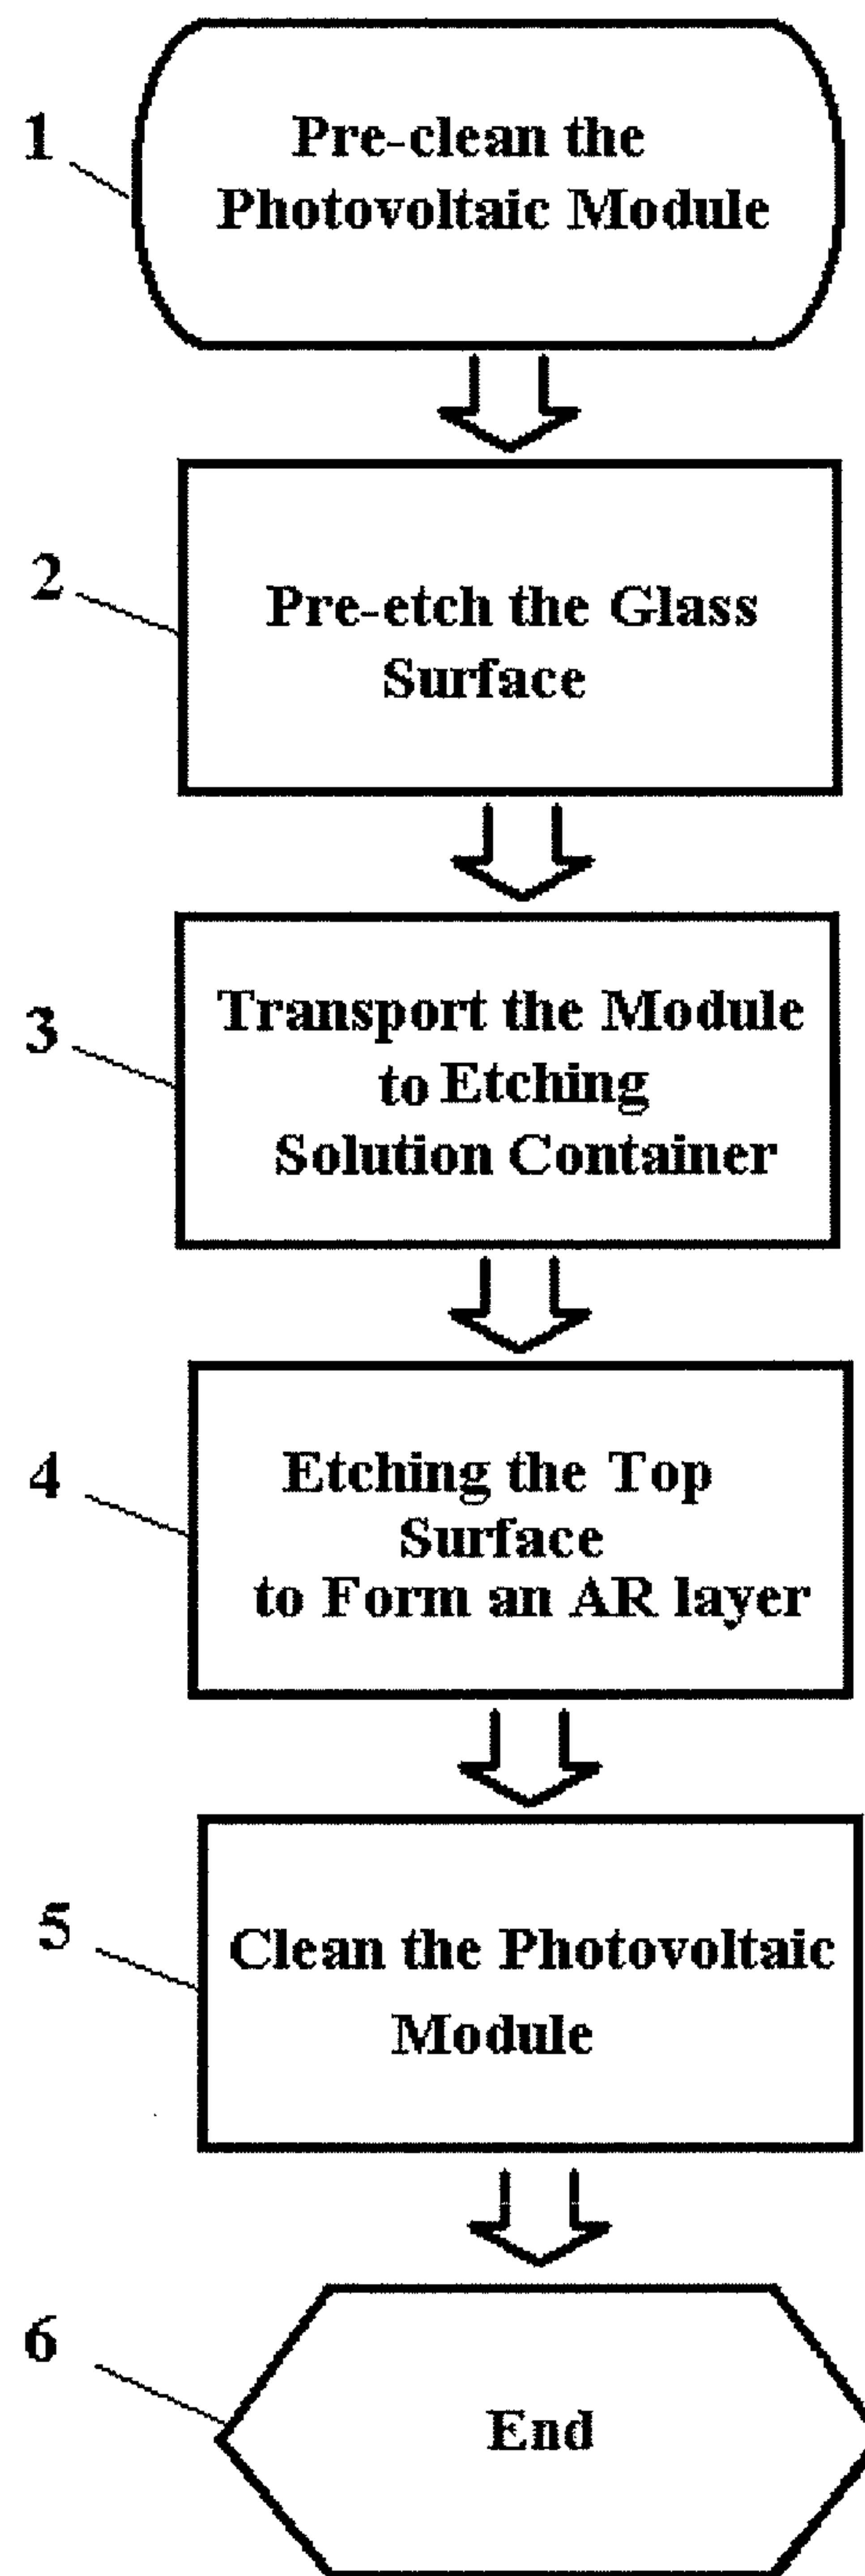 1
Pre-clean the
Photovoltaic Module
2
Pre-etch the Glass
Surface
3
Transport the Module
to Etching
Solution Container
4
Etching the Top
Surface
to Form an AR layer
5
Clean the Photovoltaic
Module
6
End